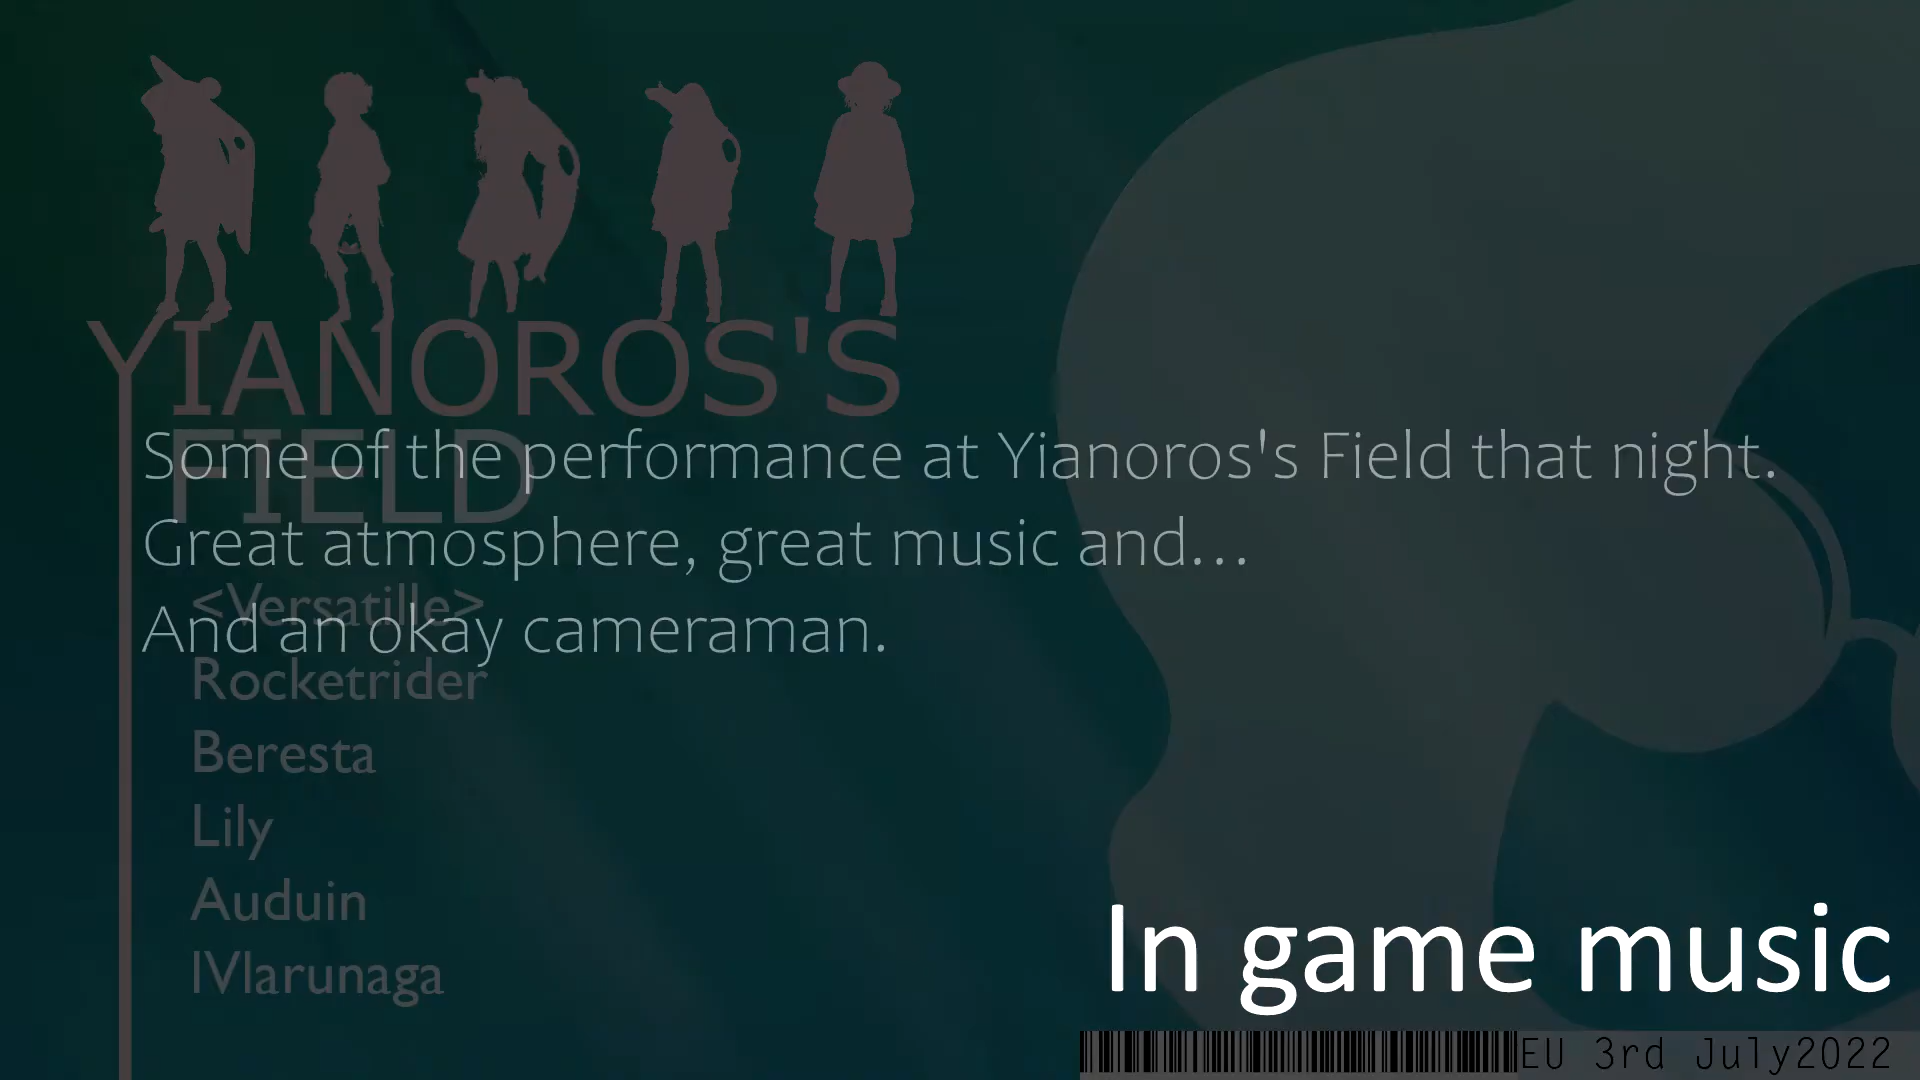 YIANOROS'S
FIELD
Some of the performance at Yianoros's Field that night.
Great atmosphere, great music and...
And an okay cameraman.
<Versatille>
Rocketrider
Beresta
Lily
Auduin
IVlarunaga
In game music
EU 3rd July2022